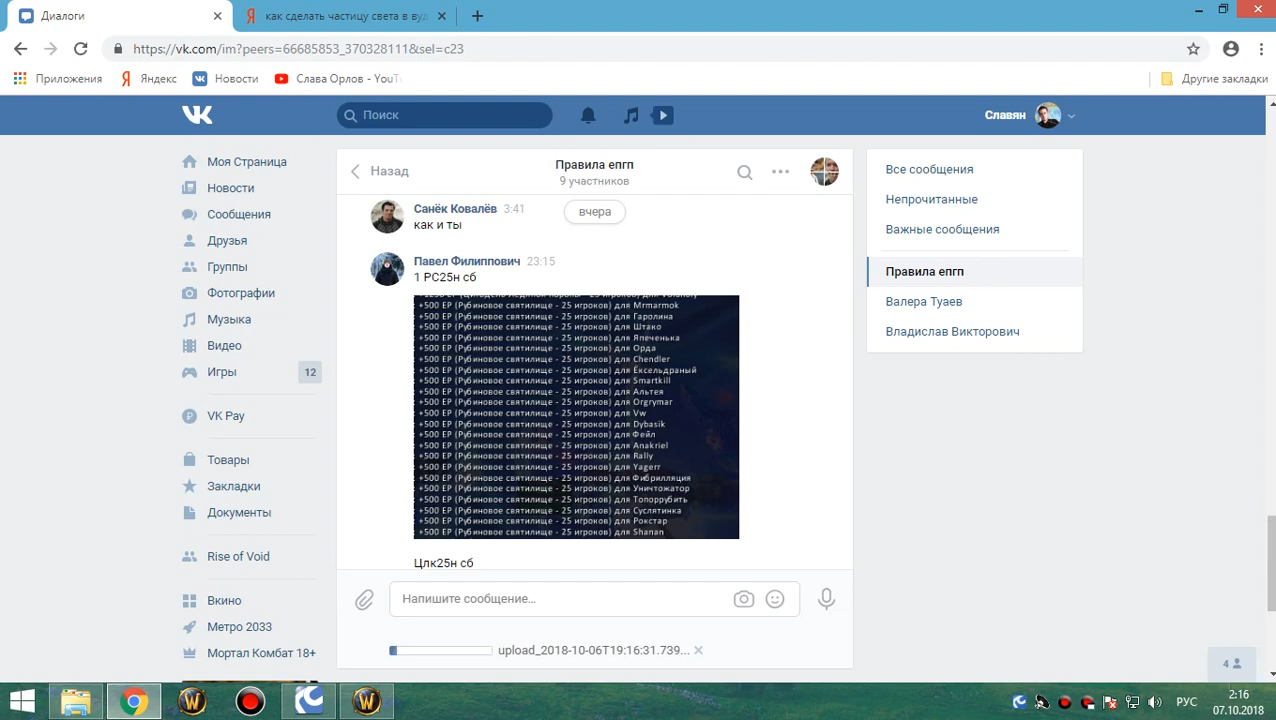 Диалоги
как сделать частицу света в вуд
https://vk.com/im?peers=66685853_370328111&sel=c23
Приложения
Яндекс
Новости
Слава Орлов - YouT
Другие закладки
Поиск
Славян
Моя Страница
Новости
Сообщения
Друзья
Группы
Фотографии
Музыка
Видео
Игры 12
VK Pay
Товары
Закладки
Документы
Rise of Void
Вкино
Метро 2033
Мортал Комбат 18+
Назад
Правила епгп
9 участников
Санёк Ковалёв 3:41
вчера
как и ты
Павел Филиппович 23:15
1 РС25н сб
+500 EP (Рубиновое святилище - 25 игроков) для Mrmarmok
+500 EP (Рубиновое святилище - 25 игроков) для Гаролина
+500 EP (Рубиновое святилище - 25 игроков) для Штако
+500 EP (Рубиновое святилище - 25 игроков) для Япеченька
+500 EP (Рубиновое святилище - 25 игроков) для Орда
+500 EP (Рубиновое святилище - 25 игроков) для Chendler
+500 EP (Рубиновое святилище - 25 игроков) для Ексельдраный
+500 EP (Рубиновое святилище - 25 игроков) для Smartkill
+500 EP (Рубиновое святилище - 25 игроков) для Альтея
+500 EP (Рубиновое святилище - 25 игроков) для Orgrymar
+500 EP (Рубиновое святилище - 25 игроков) для Vw
+500 EP (Рубиновое святилище - 25 игроков) для Dybasik
+500 EP (Рубиновое святилище - 25 игроков) для Фейл
+500 EP (Рубиновое святилище - 25 игроков) для Anakriel
+500 EP (Рубиновое святилище - 25 игроков) для Rally
+500 EP (Рубиновое святилище - 25 игроков) для Yagerr
+500 EP (Рубиновое святилище - 25 игроков) для Фибрилляция
+500 EP (Рубиновое святилище - 25 игроков) для Уничтожатор
+500 EP (Рубиновое святилище - 25 игроков) для Топоррубить
+500 EP (Рубиновое святилище - 25 игроков) для Суслятинка
+500 EP (Рубиновое святилище - 25 игроков) для Рокстар
+500 EP (Рубиновое святилище - 25 игроков) для Shanan
Цлк25н сб
Напишите сообщение...
upload_2018-10-06T19:16:31.739...
Все сообщения
Непрочитанные
Важные сообщения
Правила епгп
Валера Туаев
Владислав Викторович
4
РУС
2:16
07.10.2018